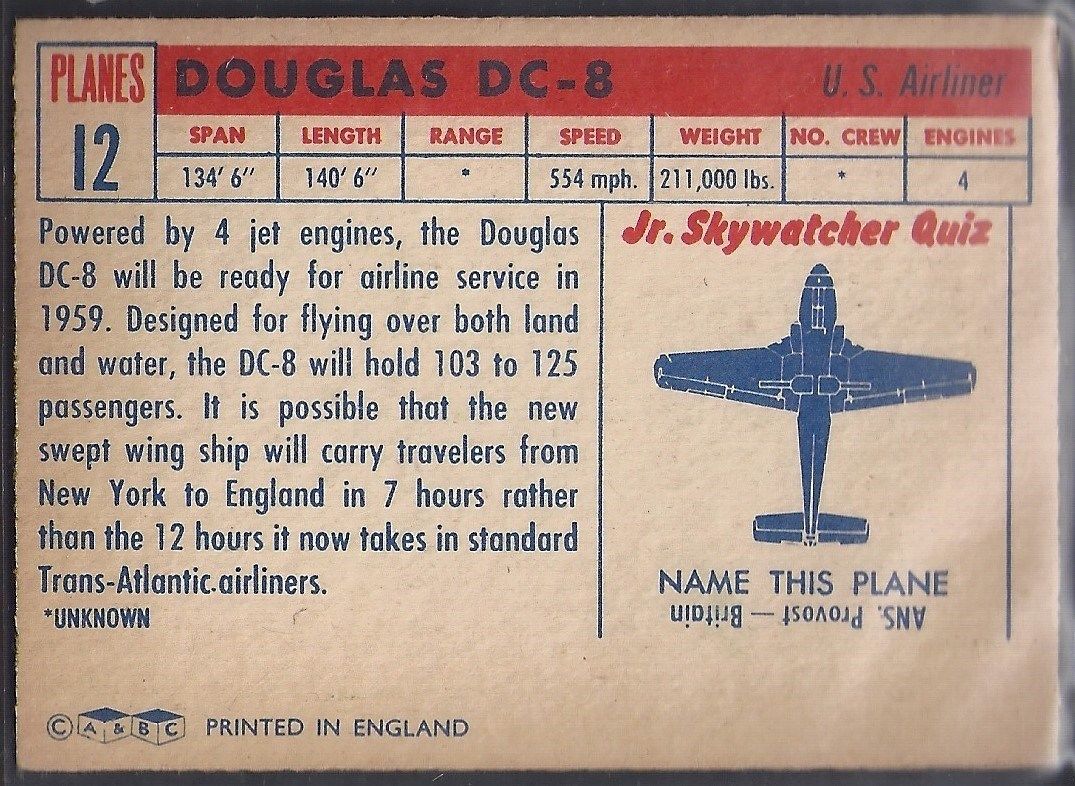 PLANES
12
DOUGLAS DC-8 U. S. Airliner
SPAN LENGTH RANGE SPEED WEIGHT NO. CREW ENGINES
134' 6" 140' 6" * 554 mph. 211,000 lbs. * 4
Powered by 4 jet engines, the Douglas
DC-8 will be ready for airline service in
1959. Designed for flying over both land
and water, the DC-8 will hold 103 to 125
passengers. It is possible that the new
swept wing ship will carry travelers from
New York to England in 7 hours rather
than the 12 hours it now takes in standard
Trans-Atlantic airliners.
*UNKNOWN
Jr. Skywatcher Quiz
NAME THIS PLANE
ANS. Provost — Britain
© A & B C PRINTED IN ENGLAND